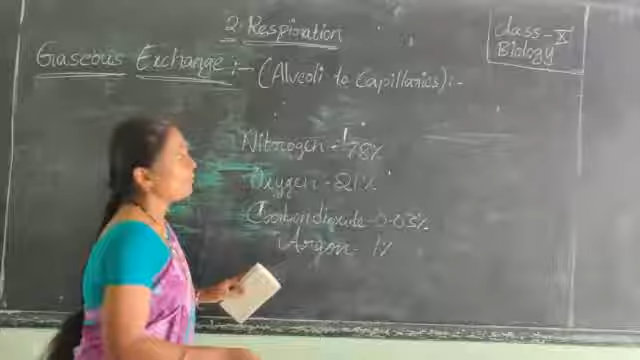 2. Respiration
Class-X
Biology
Gaseous Exchange:- (Alveoli to Capillaries):-
Nitrogen - 78%
Oxygen - 21%
Carbondioxide - 0.03%
Argon - 1%